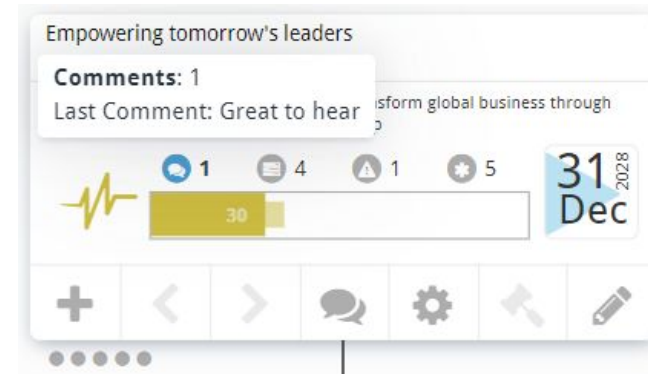 Empowering tomorrow's leaders
Comments: 1
Last Comment: Great to hear
sform global business through
1 4 1 5
30
31 2028
Dec